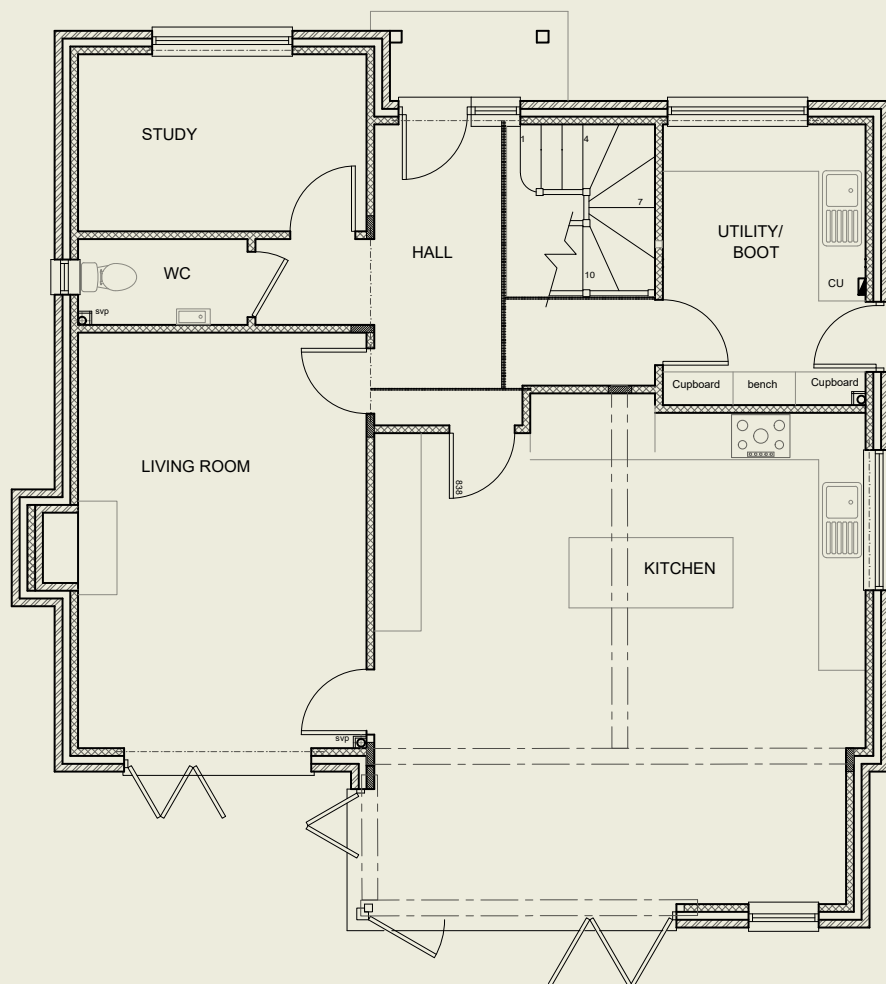 STUDY
1
4
7
10
HALL
UTILITY/
BOOT
WC
CU
svp
Cupboard
bench
Cupboard
LIVING ROOM
838
KITCHEN
svp